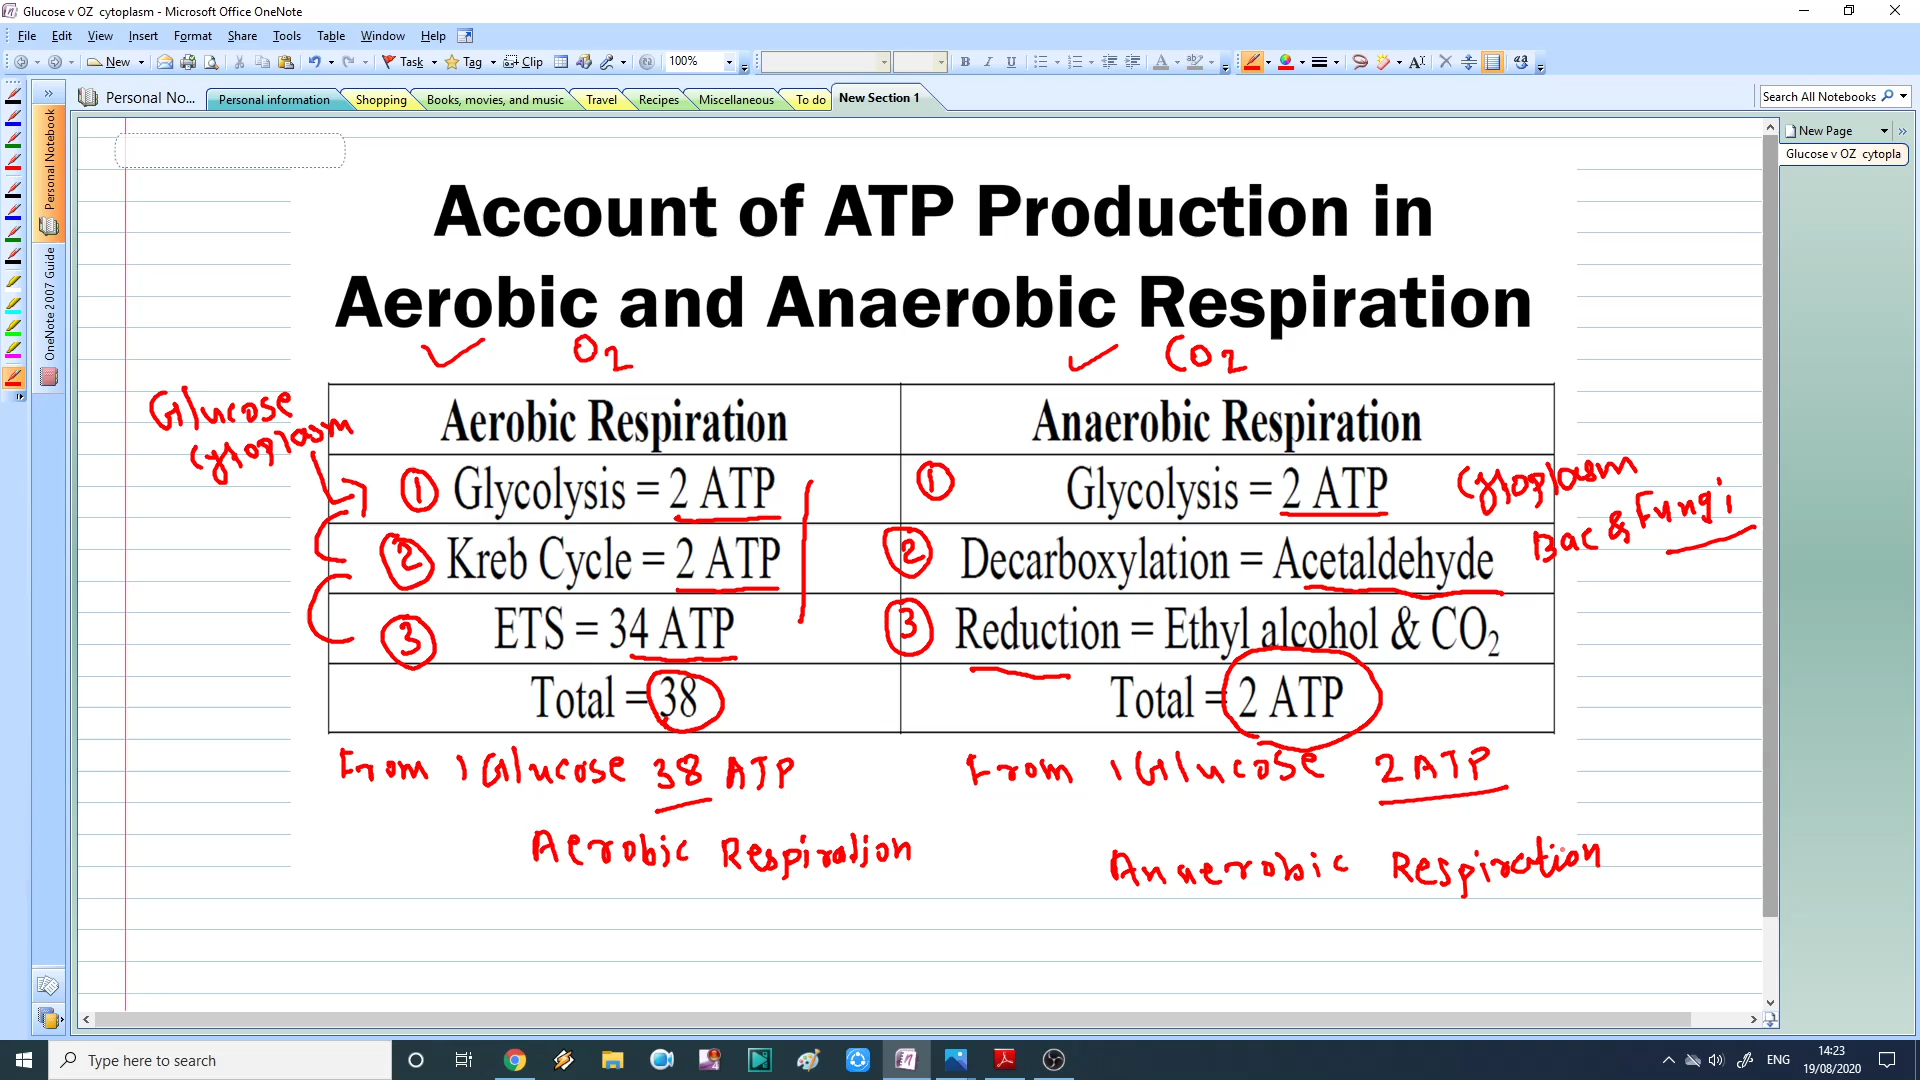 Glucose v OZ cytoplasm - Microsoft Office OneNote
File Edit View Insert Format Share Tools Table Window Help
New Task Tag Clip 100% B I U
Personal No... Personal information Shopping Books, movies, and music Travel Recipes Miscellaneous To do New Section 1 Search All Notebooks
New Page
Glucose v OZ cytopla
Personal Notebook
OneNote 2007 Guide
Account of ATP Production in
Aerobic and Anaerobic Respiration
O2 CO2
Glucose
Cytoplasm
Aerobic Respiration Anaerobic Respiration
1 Glycolysis = 2 ATP 1 Glycolysis = 2 ATP Cytoplasm
Bac & Fungi
2 Kreb Cycle = 2 ATP 2 Decarboxylation = Acetaldehyde
3 ETS = 34 ATP 3 Reduction = Ethyl alcohol & CO2
Total = 38 Total = 2 ATP
From 1 Glucose 38 ATP From 1 Glucose 2 ATP
Aerobic Respiration Anaerobic Respiration
Type here to search
ENG
14:23
19/08/2020